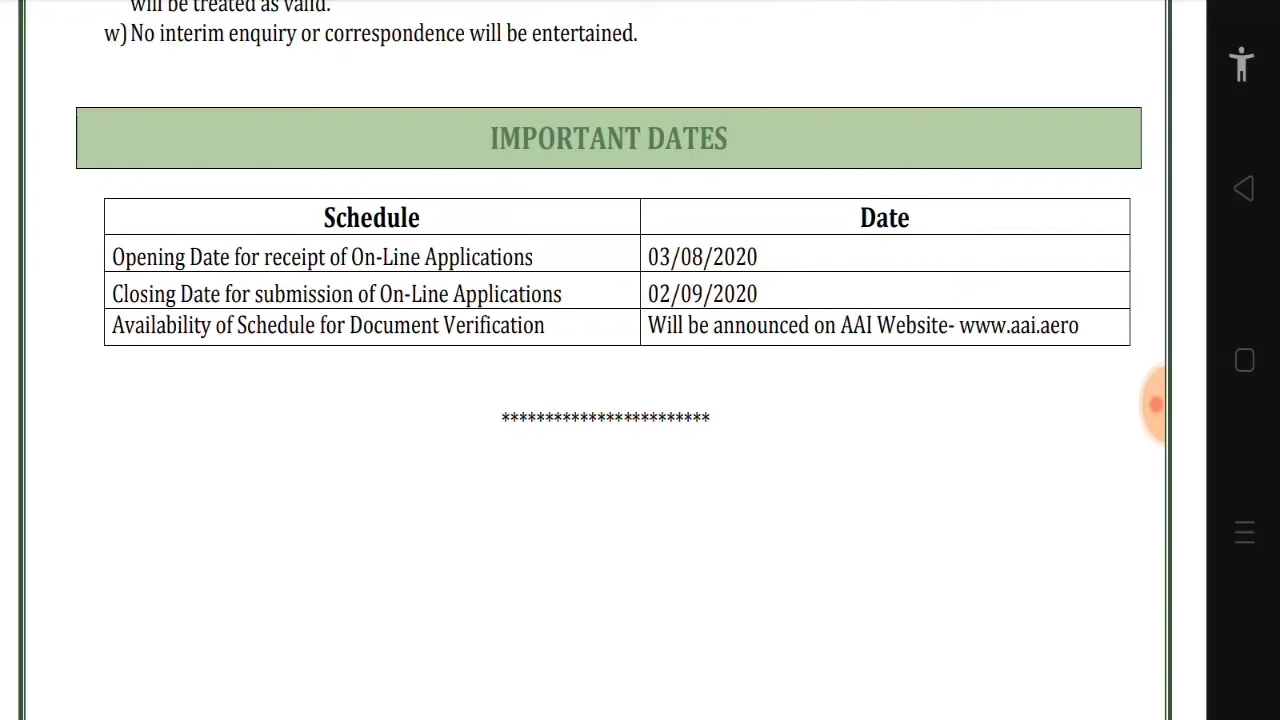 will be treated as valid.
w) No interim enquiry or correspondence will be entertained.
IMPORTANT DATES
Schedule Date
Opening Date for receipt of On-Line Applications 03/08/2020
Closing Date for submission of On-Line Applications 02/09/2020
Availability of Schedule for Document Verification Will be announced on AAI Website- www.aai.aero
************************